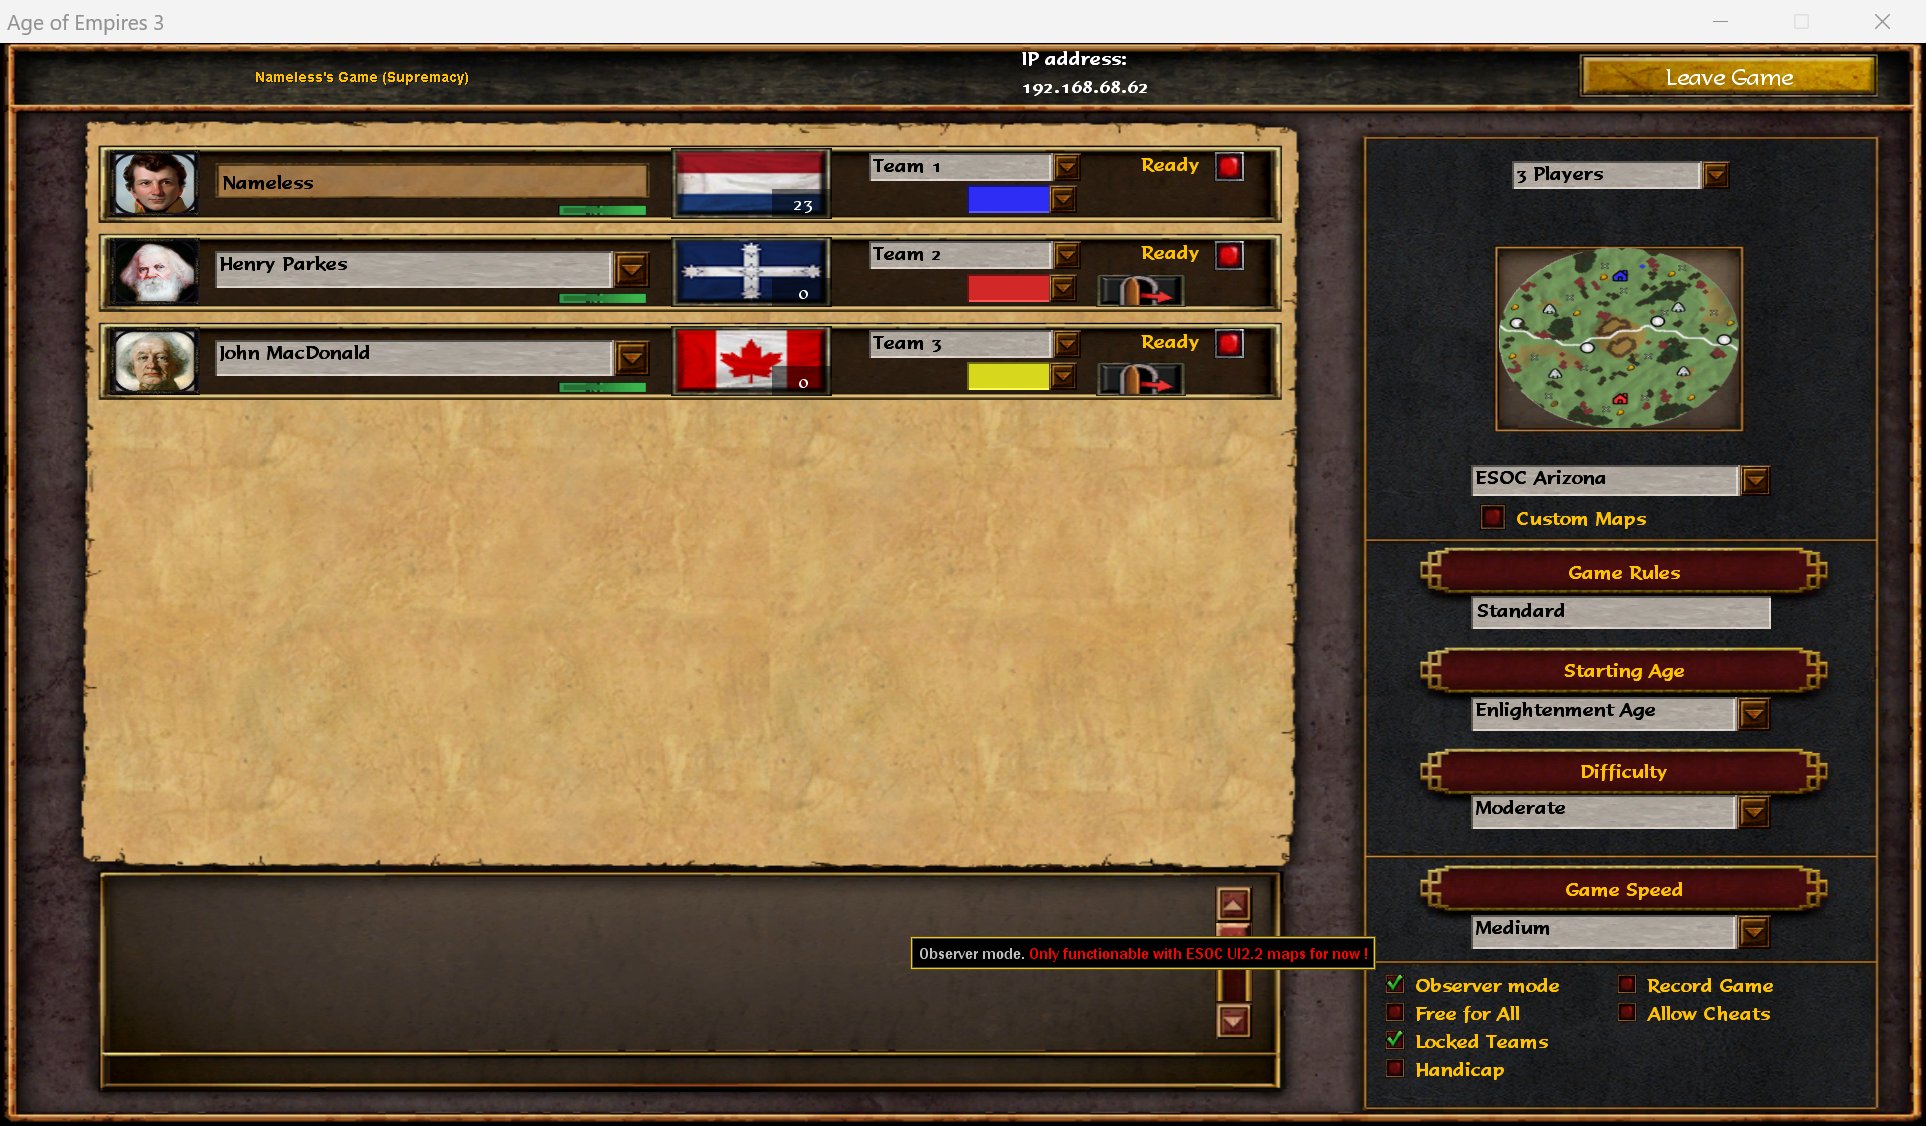 Age of Empires 3
Nameless's Game (Supremacy)
IP address:
192.168.68.62
Leave Game
Nameless
23
Team 1
Ready
Henry Parkes
0
Team 2
Ready
John MacDonald
0
Team 3
Ready
3 Players
ESOC Arizona
Custom Maps
Game Rules
Standard
Starting Age
Enlightenment Age
Difficulty
Moderate
Game Speed
Medium
Observer mode. Only functionable with ESOC UI2.2 maps for now !
Observer mode
Record Game
Free for All
Allow Cheats
Locked Teams
Handicap